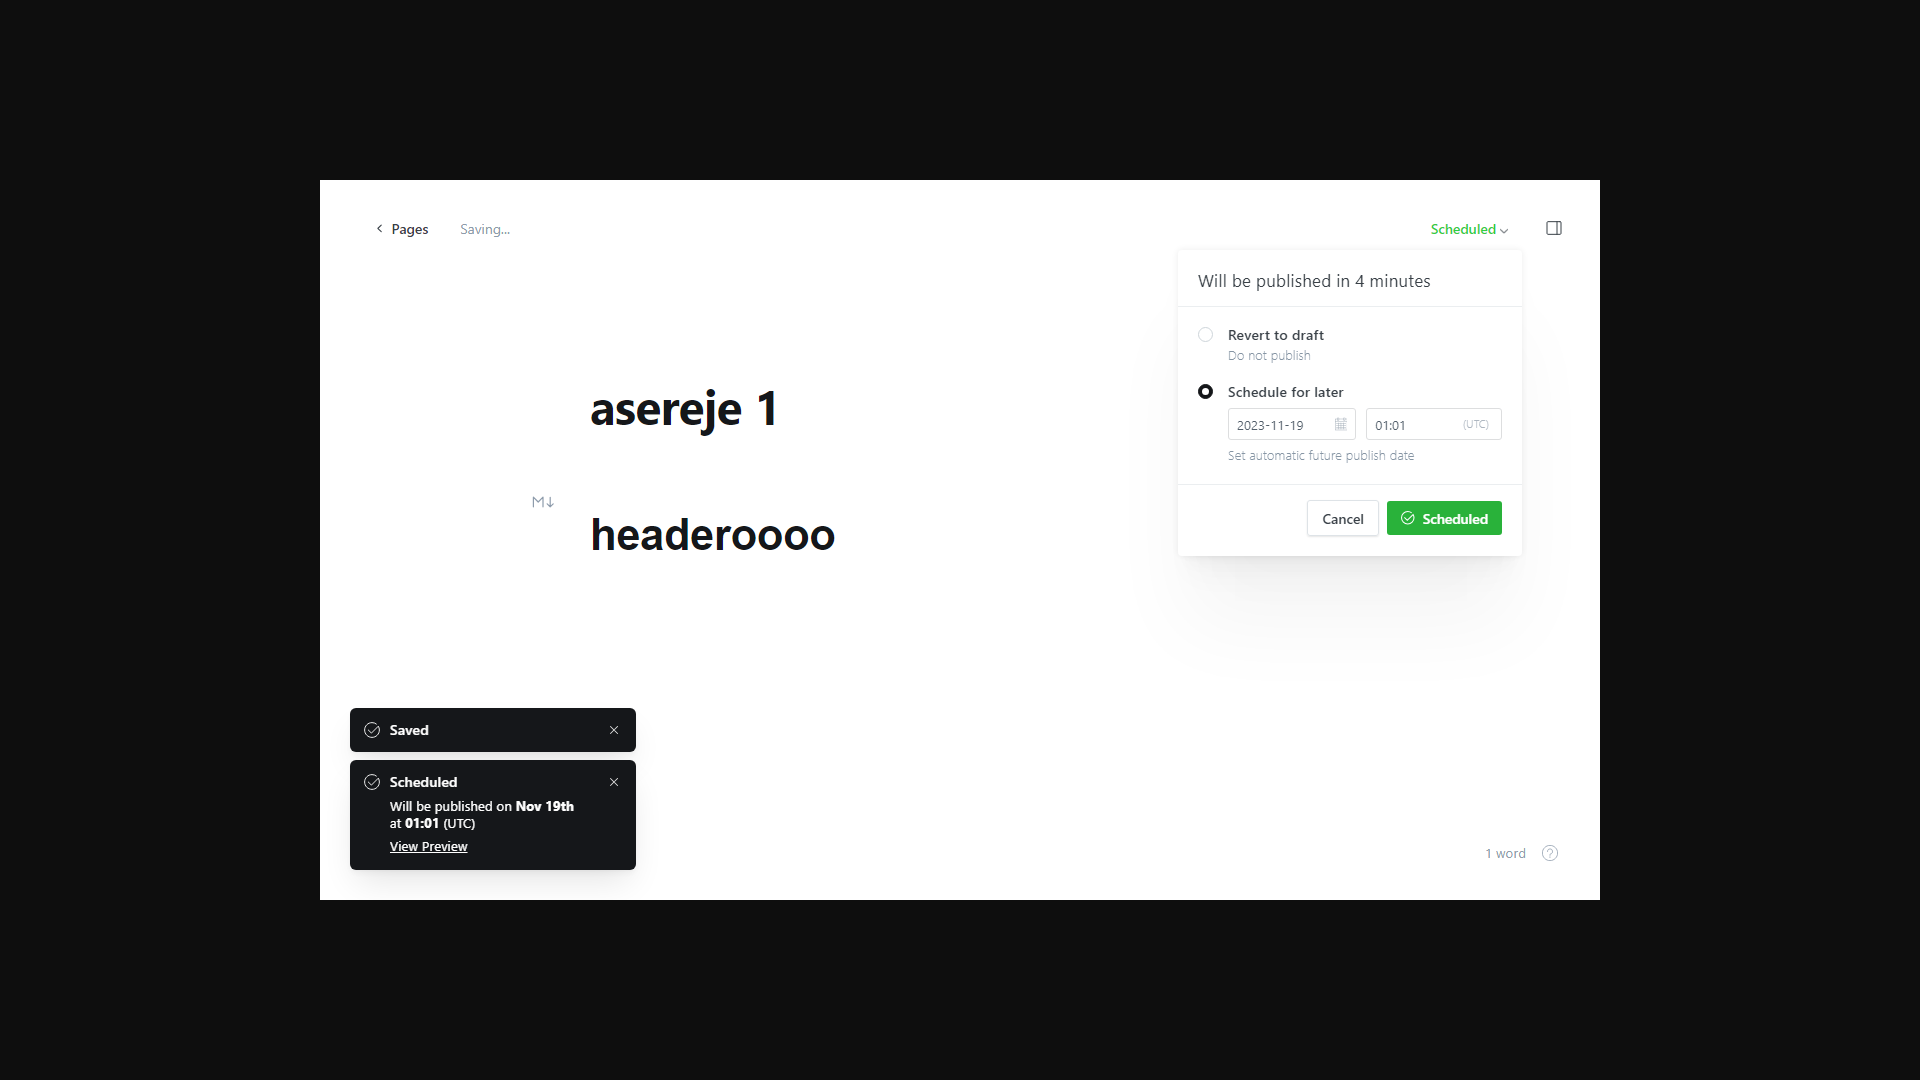 Pages
Saving...
Scheduled
Will be published in 4 minutes
Revert to draft
Do not publish
Schedule for later
2023-11-19
01:01 (UTC)
Set automatic future publish date
Cancel
Scheduled
asereje 1
M↓
headeroooo
Saved
Scheduled
Will be published on Nov 19th
at 01:01 (UTC)
View Preview
1 word
?